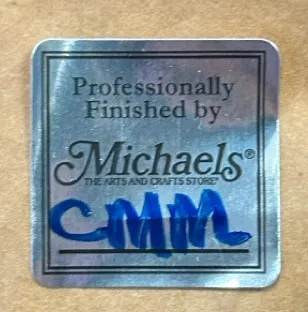 Professionally
Finished by
Michaels®
THE ARTS AND CRAFTS STORE®
CMM